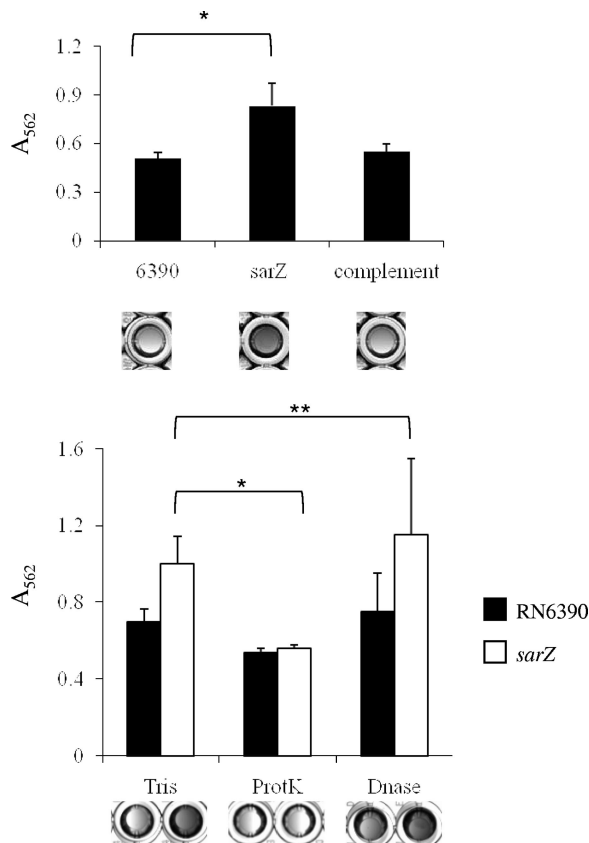 *
1.2
0.9
0.6
0.3
0
A562
6390 sarZ complement
**
*
1.6
1.2
0.8
0.4
0
A562
Tris ProtK Dnase
RN6390
sarZ